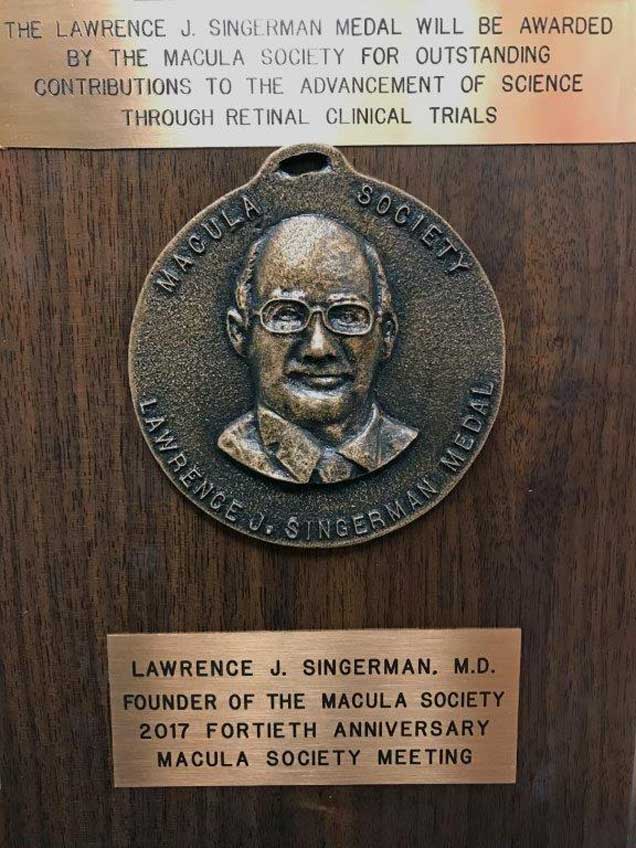 THE LAWRENCE J. SINGERMAN MEDAL WILL BE AWARDED
BY THE MACULA SOCIETY FOR OUTSTANDING
CONTRIBUTIONS TO THE ADVANCEMENT OF SCIENCE
THROUGH RETINAL CLINICAL TRIALS
MACULA SOCIETY
LAWRENCE J. SINGERMAN MEDAL
LAWRENCE J. SINGERMAN, M.D.
FOUNDER OF THE MACULA SOCIETY
2017 FORTIETH ANNIVERSARY
MACULA SOCIETY MEETING